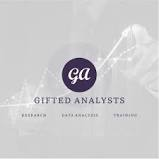 GA
GIFTED ANALYSTS
RESEARCH DATA ANALYSIS TRAINING